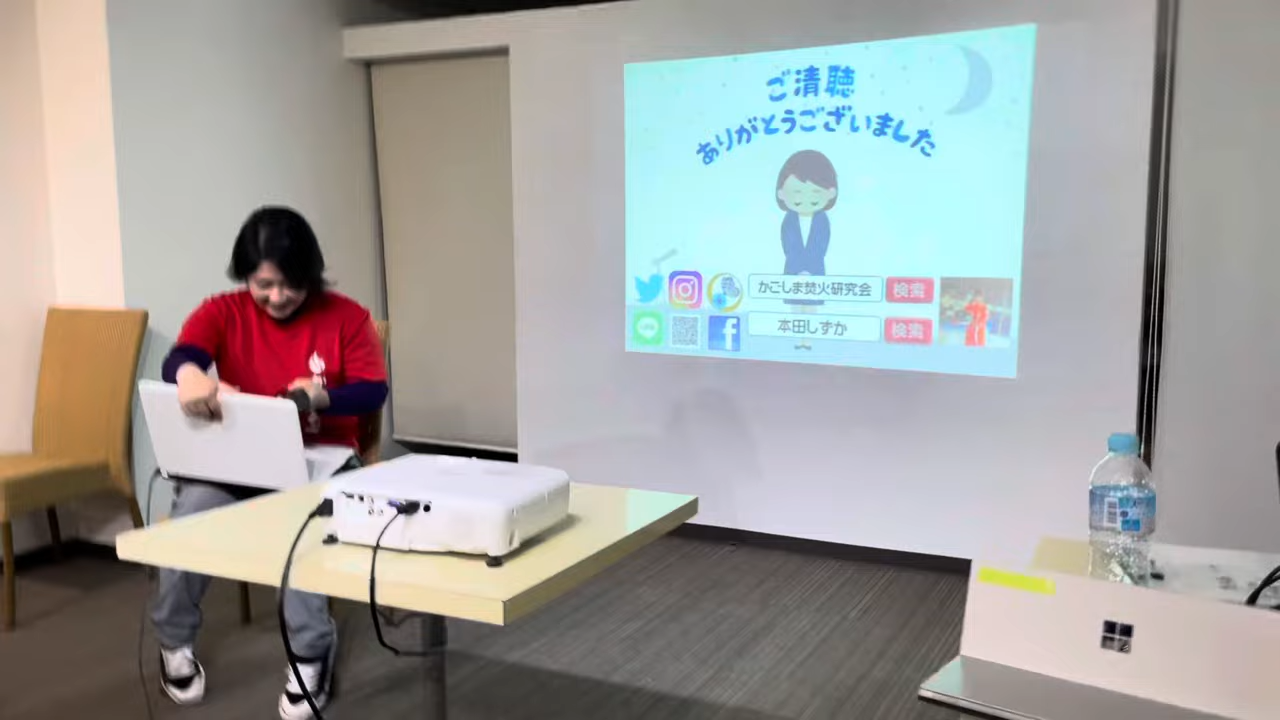 ご清聴
ありがとうございました
かごしま焚火研究会
検索
本田しずか
検索